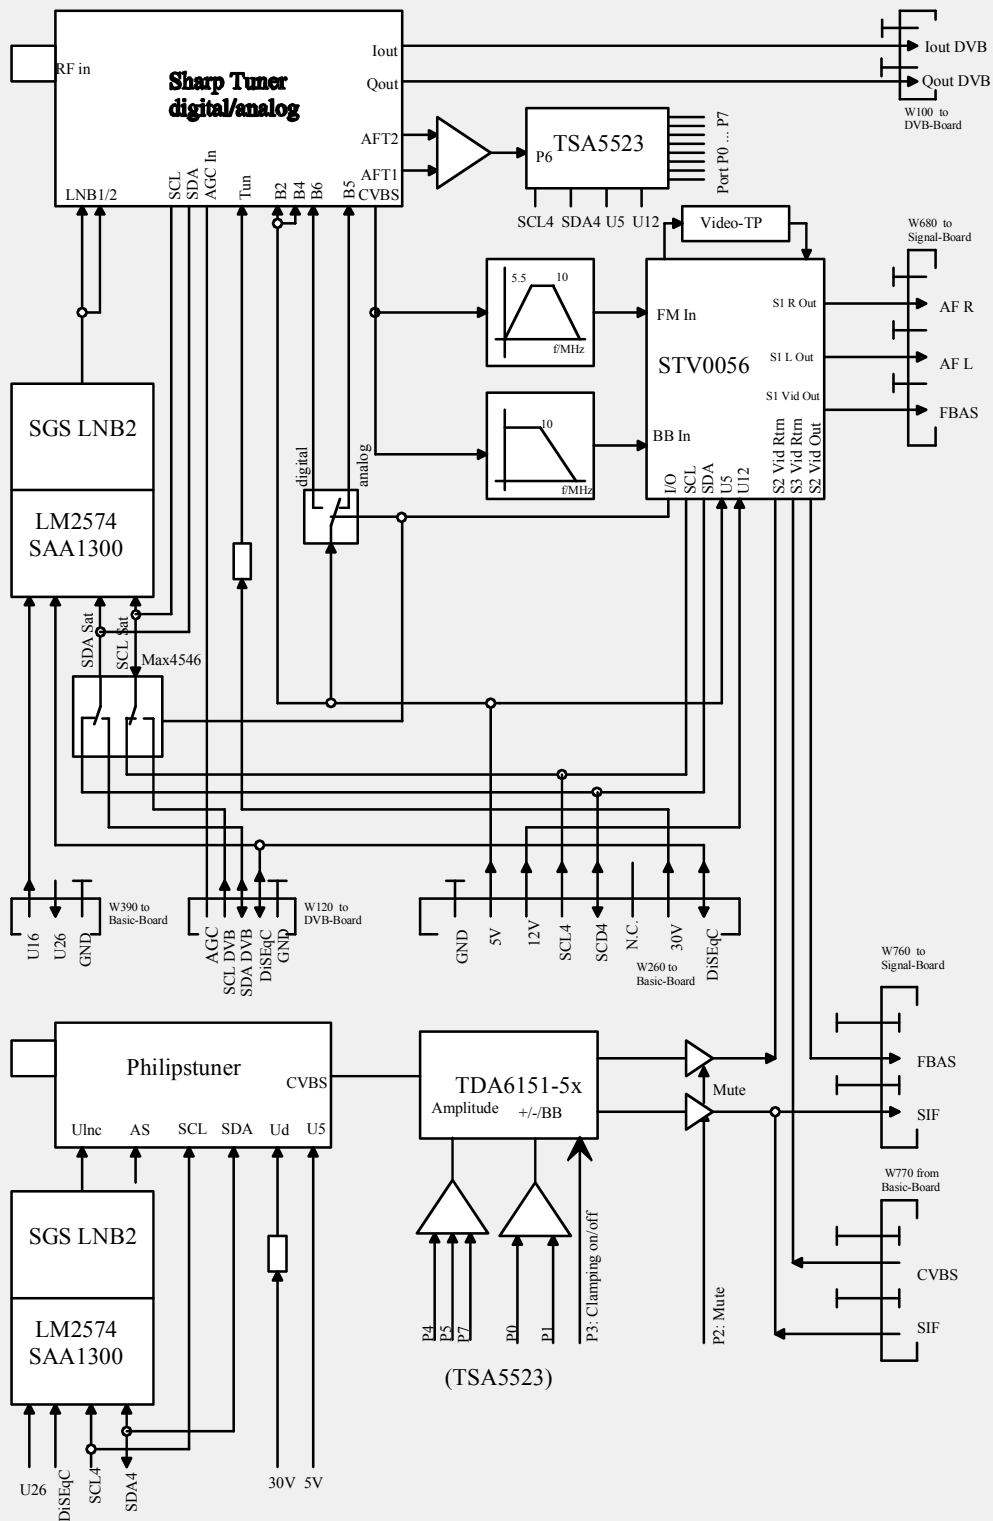 RF in
Sharp Tuner
digital/analog
Iout
Qout
AFT2
AFT1
CVBS
LNB1/2
SCL
SDA
AGC In
Tun
B2
B4
B6
B5
Iout DVB
Qout DVB
W100 to
DVB-Board
TSA5523
P6
Port P0 ... P7
SCL4
SDA4
U5
U12
Video-TP
W680 to
Signal-Board
5.5
10
f/MHz
FM In
STV0056
S1 R Out
S1 L Out
S1 Vid Out
AF R
AF L
FBAS
10
f/MHz
BB In
I/O
SCL
SDA
U5
U12
S2 Vid Rtrn
S3 Vid Rtrn
S2 Vid Out
SGS LNB2
LM2574
SAA1300
digital
analog
SDA Sat
SCL Sat
Max4546
U16
U26
GND
W390 to
Basic-Board
AGC
SCL DVB
SDA DVB
DiSEqC
GND
W120 to
DVB-Board
GND
5V
12V
SCL4
SCD4
N.C.
30V
DiSEqC
W260 to
Basic-Board
W760 to
Signal-Board
FBAS
SIF
Philipstuner
CVBS
Ulnc
AS
SCL
SDA
Ud
U5
TDA6151-5x
Amplitude
+/-/BB
Mute
W770 from
Basic-Board
CVBS
SIF
SGS LNB2
LM2574
SAA1300
P4
P5
P7
P0
P1
P3: Clamping on/off
P2: Mute
(TSA5523)
U26
DiSEqC
SCL4
SDA4
30V
5V